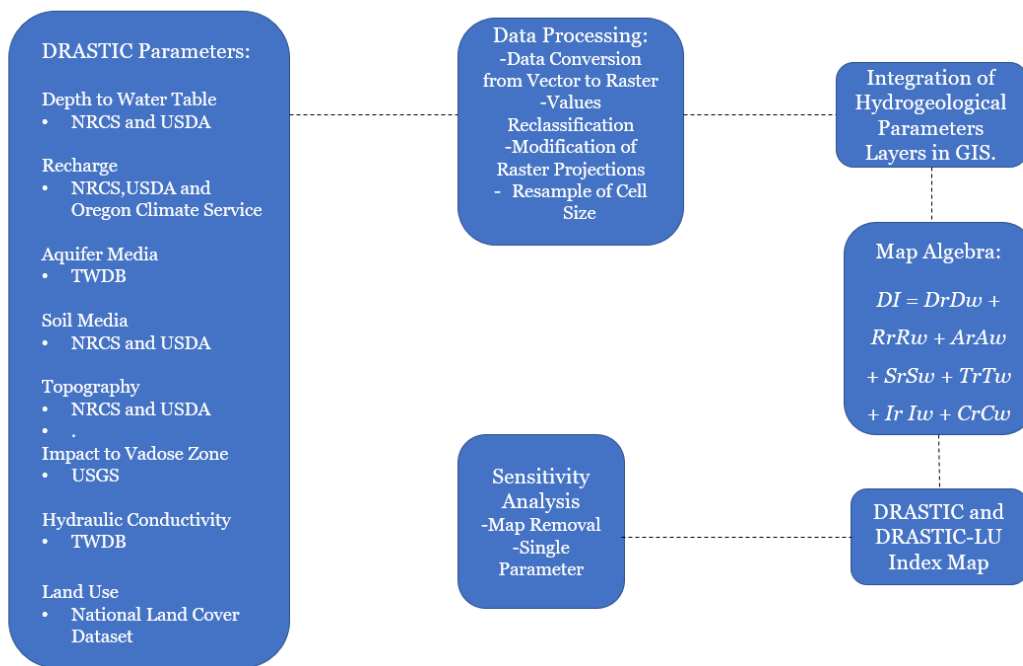 DRASTIC Parameters:
Depth to Water Table
• NRCS and USDA
Recharge
• NRCS,USDA and
Oregon Climate Service
Aquifer Media
• TWDB
Soil Media
• NRCS and USDA
Topography
• NRCS and USDA
• .
Impact to Vadose Zone
• USGS
Hydraulic Conductivity
• TWDB
Land Use
• National Land Cover
Dataset
Data Processing:
-Data Conversion
from Vector to Raster
-Values
Reclassification
-Modification of
Raster Projections
- Resample of Cell
Size
Integration of
Hydrogeological
Parameters
Layers in GIS.
Map Algebra:
DI = DrDw +
RrRw + ArAw
+ SrSw + TrTw
+ Ir Iw + CrCw
DRASTIC and
DRASTIC-LU
Index Map
Sensitivity
Analysis
-Map Removal
-Single
Parameter